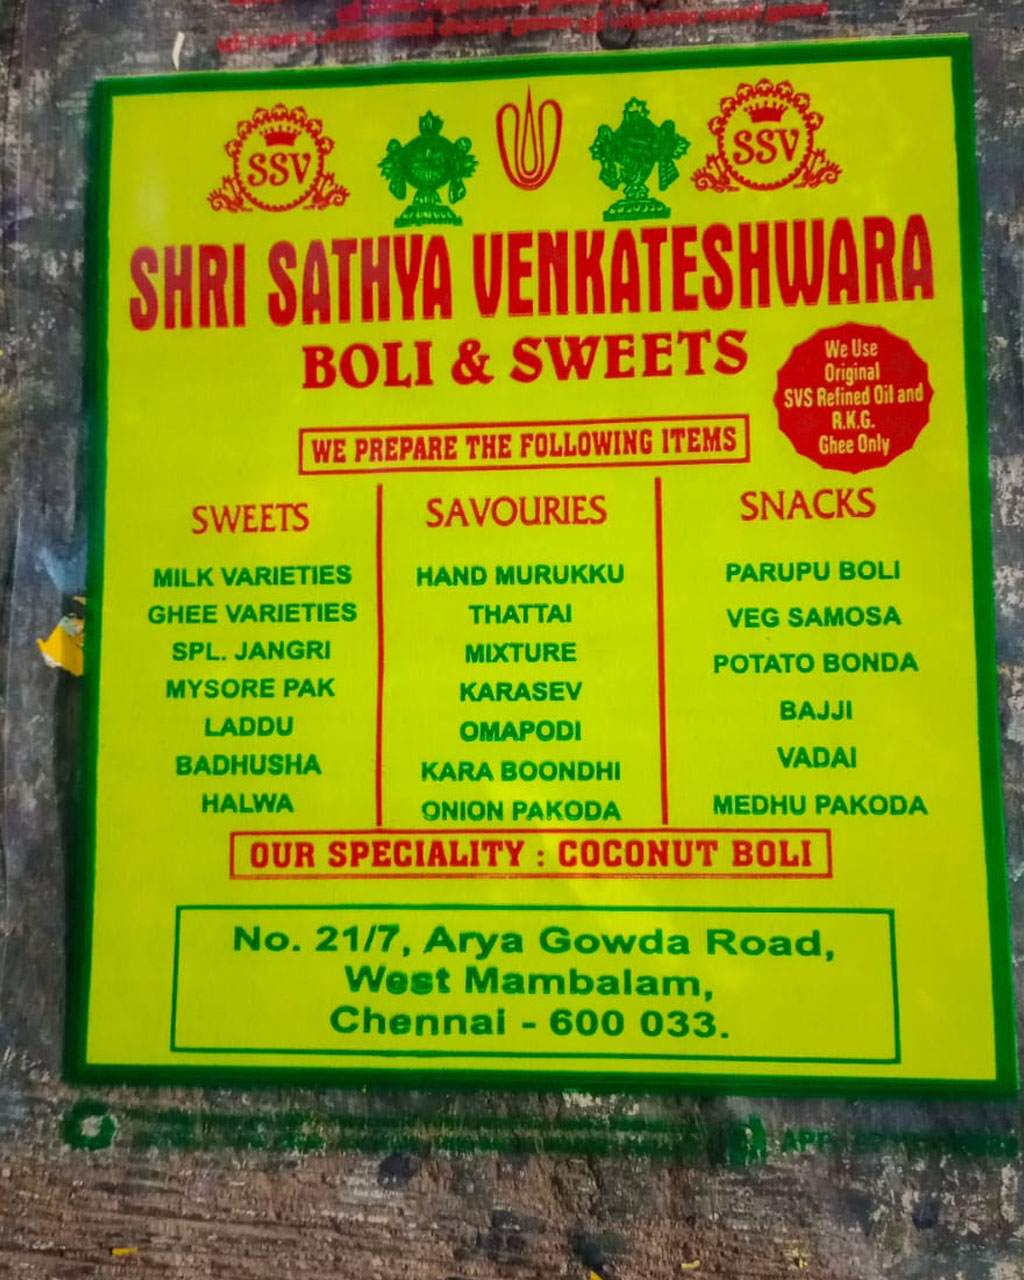 SSV
SSV
SHRI SATHYA VENKATESHWARA
BOLI & SWEETS
We Use
Original
SVS Refined Oil and
R.K.G.
Ghee Only
WE PREPARE THE FOLLOWING ITEMS
SWEETS
MILK VARIETIES
GHEE VARIETIES
SPL. JANGRI
MYSORE PAK
LADDU
BADHUSHA
HALWA
SAVOURIES
HAND MURUKKU
THATTAI
MIXTURE
KARASEV
OMAPODI
KARA BOONDHI
ONION PAKODA
SNACKS
PARUPU BOLI
VEG SAMOSA
POTATO BONDA
BAJJI
VADAI
MEDHU PAKODA
OUR SPECIALITY : COCONUT BOLI
No. 21/7, Arya Gowda Road,
West Mambalam,
Chennai - 600 033.